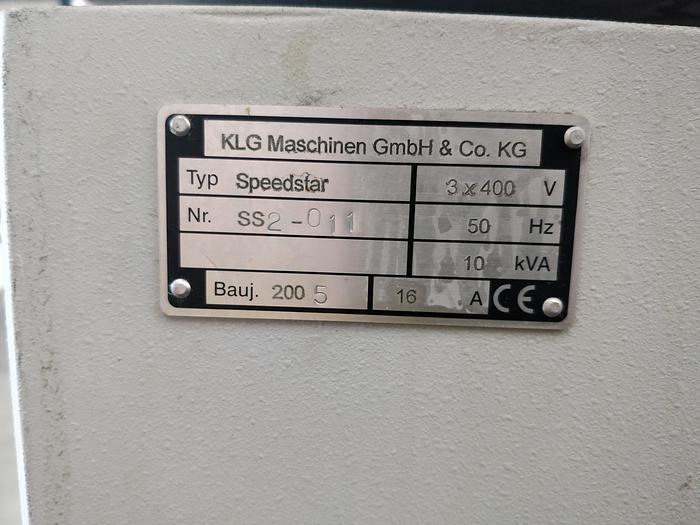 KLG Maschinen GmbH & Co. KG
Typ Speedstar 3 x 400 V
Nr. SS2-011 50 Hz
10 kVA
Bauj. 2005 16 A CE